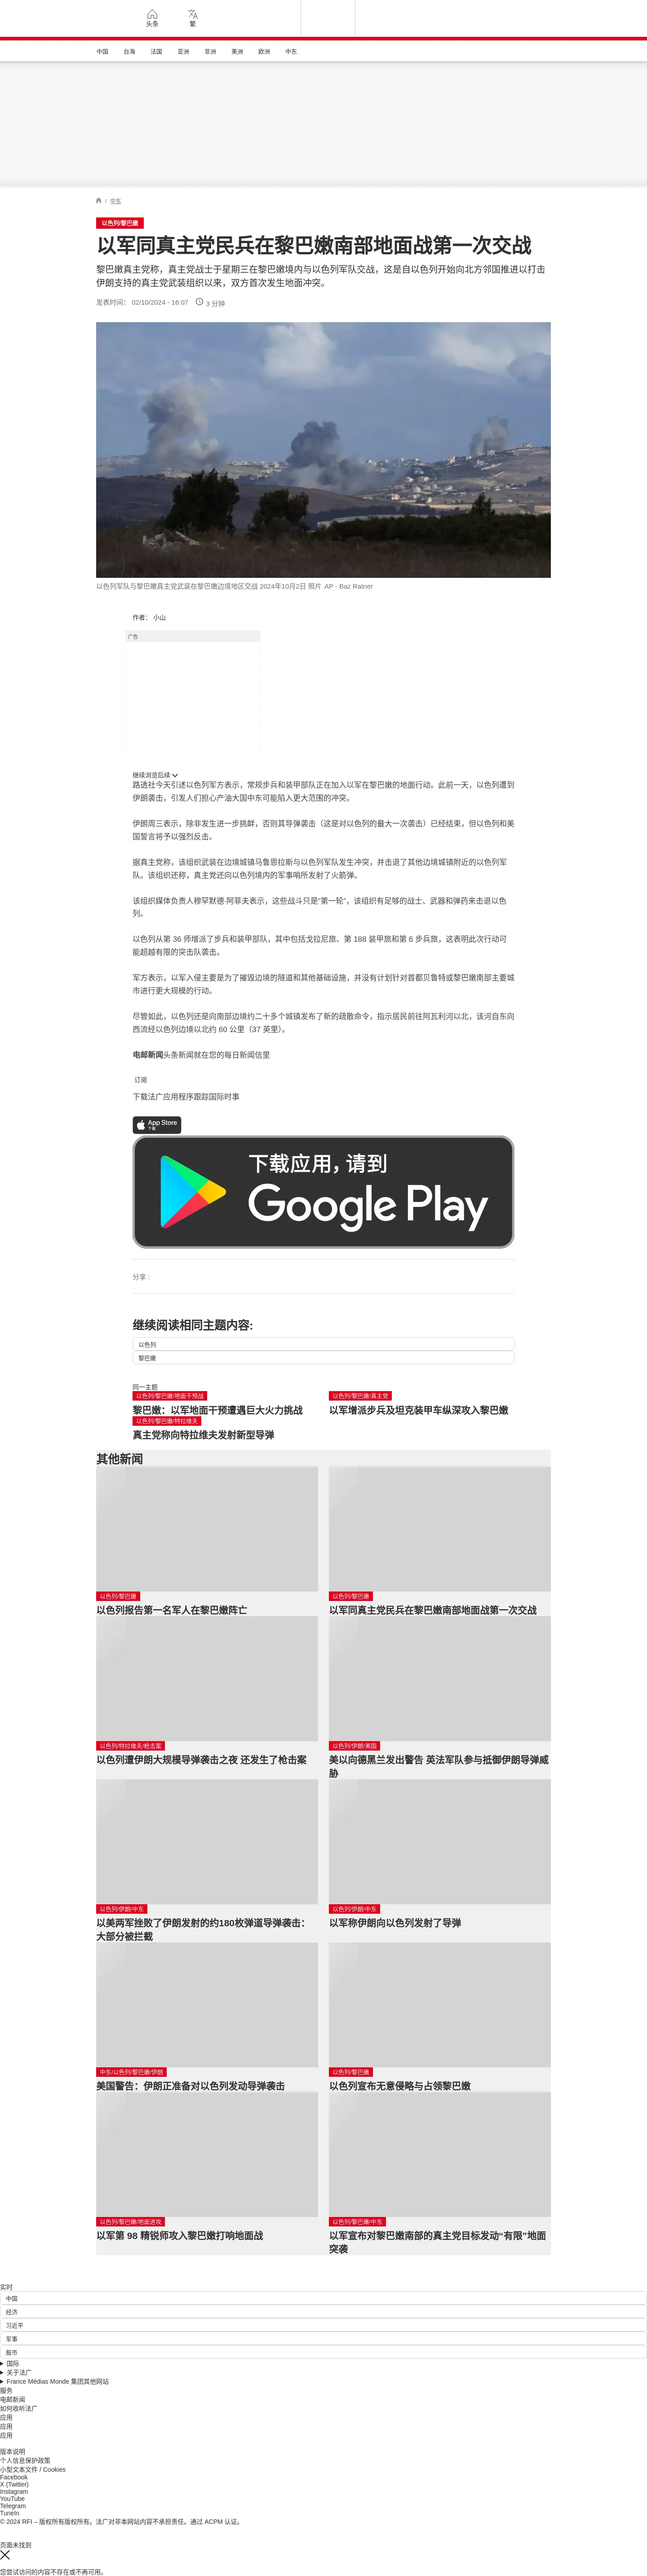 头条
繁
中国
台海
法国
亚洲
非洲
美洲
欧洲
中东
/ 中东
以色列/黎巴嫩
以军同真主党民兵在黎巴嫩南部地面战第一次交战
黎巴嫩真主党称，真主党战士于星期三在黎巴嫩境内与以色列军队交战，这是自以色列开始向北方邻国推进以打击
伊朗支持的真主党武装组织以来，双方首次发生地面冲突。
发表时间： 02/10/2024 - 16:07
3 分钟
以色列军队与黎巴嫩真主党武装在黎巴嫩边境地区交战 2024年10月2日 照片 AP - Baz Ratner
作者： 小山
广告
继续浏览后续
路透社今天引述以色列军方表示，常规步兵和装甲部队正在加入以军在黎巴嫩的地面行动。此前一天，以色列遭到
伊朗袭击，引发人们担心产油大国中东可能陷入更大范围的冲突。
伊朗周三表示，除非发生进一步挑衅，否则其导弹袭击（这是对以色列的最大一次袭击）已经结束，但以色列和美
国誓言将予以强烈反击。
据真主党称，该组织武装在边境城镇马鲁恩拉斯与以色列军队发生冲突，并击退了其他边境城镇附近的以色列军
队。该组织还称，真主党还向以色列境内的军事哨所发射了火箭弹。
该组织媒体负责人穆罕默德·阿菲夫表示，这些战斗只是“第一轮”，该组织有足够的战士、武器和弹药来击退以色
列。
以色列从第 36 师增派了步兵和装甲部队，其中包括戈拉尼旅、第 188 装甲旅和第 6 步兵旅，这表明此次行动可
能超越有限的突击队袭击。
军方表示，以军入侵主要是为了摧毁边境的隧道和其他基础设施，并没有计划针对首都贝鲁特或黎巴嫩南部主要城
市进行更大规模的行动。
尽管如此，以色列还是向南部边境约二十多个城镇发布了新的疏散命令，指示居民前往阿瓦利河以北，该河自东向
西流经以色列边境以北约 60 公里（37 英里）。
电邮新闻头条新闻就在您的每日新闻信里
订阅
下载法广应用程序跟踪国际时事
App Store
下载
下载应用，请到
Google Play
分享 :
继续阅读相同主题内容:
以色列
黎巴嫩
同一主题
以色列/黎巴嫩/地面干预战
黎巴嫩：以军地面干预遭遇巨大火力挑战
以色列/黎巴嫩/真主党
以军增派步兵及坦克装甲车纵深攻入黎巴嫩
以色列/黎巴嫩/特拉维夫
真主党称向特拉维夫发射新型导弹
其他新闻
以色列/黎巴嫩
以色列报告第一名军人在黎巴嫩阵亡
以色列/黎巴嫩
以军同真主党民兵在黎巴嫩南部地面战第一次交战
以色列/特拉维夫/枪击案
以色列遭伊朗大规模导弹袭击之夜 还发生了枪击案
以色列/伊朗/美国
美以向德黑兰发出警告 英法军队参与抵御伊朗导弹威
胁
以色列/伊朗/中东
以美两军挫败了伊朗发射的约180枚弹道导弹袭击：
大部分被拦截
以色列/伊朗/中东
以军称伊朗向以色列发射了导弹
中东/以色列/黎巴嫩/伊朗
美国警告：伊朗正准备对以色列发动导弹袭击
以色列/黎巴嫩
以色列宣布无意侵略与占领黎巴嫩
以色列/黎巴嫩/地面进攻
以军第 98 精锐师攻入黎巴嫩打响地面战
以色列/黎巴嫩/中东
以军宣布对黎巴嫩南部的真主党目标发动“有限”地面
突袭
实时
中国
经济
习近平
军事
股市
国际
关于法广
France Médias Monde 集团其他网站
服务
电邮新闻
如何收听法广
应用
应用
应用
版本说明
个人信息保护政策
小型文本文件 / Cookies
Facebook
X (Twitter)
Instagram
YouTube
Telegram
TuneIn
© 2024 RFI – 版权所有版权所有。法广对非本网站内容不承担责任。通过 ACPM 认证。
页面未找到
您尝试访问的内容不存在或不再可用。